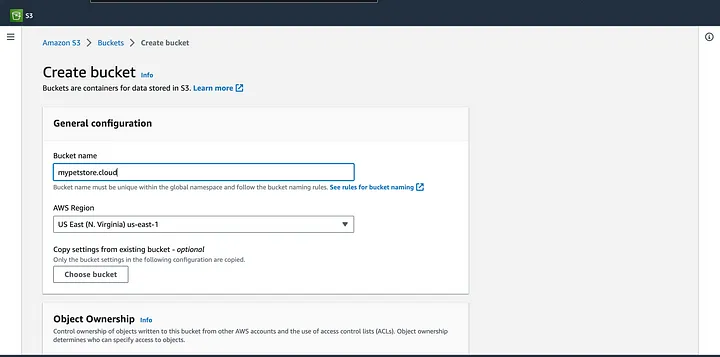 S3
Amazon S3 > Buckets > Create bucket
Create bucket Info
Buckets are containers for data stored in S3. Learn more
General configuration
Bucket name
mypetstore.cloud
Bucket name must be unique within the global namespace and follow the bucket naming rules. See rules for bucket naming
AWS Region
US East (N. Virginia) us-east-1
Copy settings from existing bucket - optional
Only the bucket settings in the following configuration are copied.
Choose bucket
Object Ownership Info
Control ownership of objects written to this bucket from other AWS accounts and the use of access control lists (ACLs). Object ownership
determines who can specify access to objects.